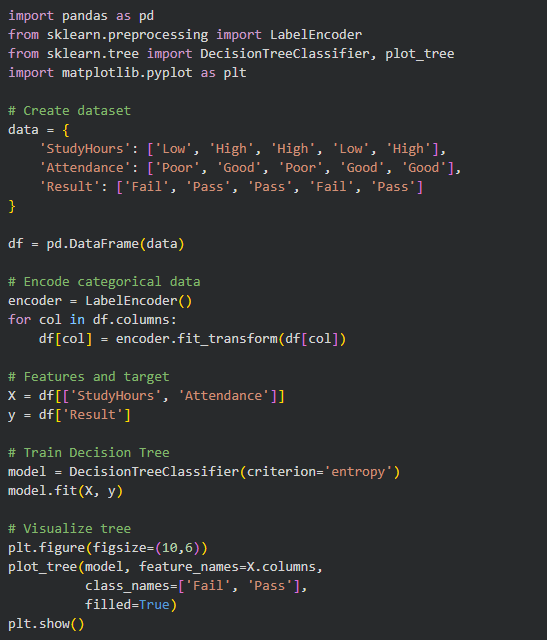 import pandas as pd
from sklearn.preprocessing import LabelEncoder
from sklearn.tree import DecisionTreeClassifier, plot_tree
import matplotlib.pyplot as plt

# Create dataset
data = {
    'StudyHours': ['Low', 'High', 'High', 'Low', 'High'],
    'Attendance': ['Poor', 'Good', 'Poor', 'Good', 'Good'],
    'Result': ['Fail', 'Pass', 'Pass', 'Fail', 'Pass']
}

df = pd.DataFrame(data)

# Encode categorical data
encoder = LabelEncoder()
for col in df.columns:
    df[col] = encoder.fit_transform(df[col])

# Features and target
X = df[['StudyHours', 'Attendance']]
y = df['Result']

# Train Decision Tree
model = DecisionTreeClassifier(criterion='entropy')
model.fit(X, y)

# Visualize tree
plt.figure(figsize=(10,6))
plot_tree(model, feature_names=X.columns,
          class_names=['Fail', 'Pass'],
          filled=True)
plt.show()